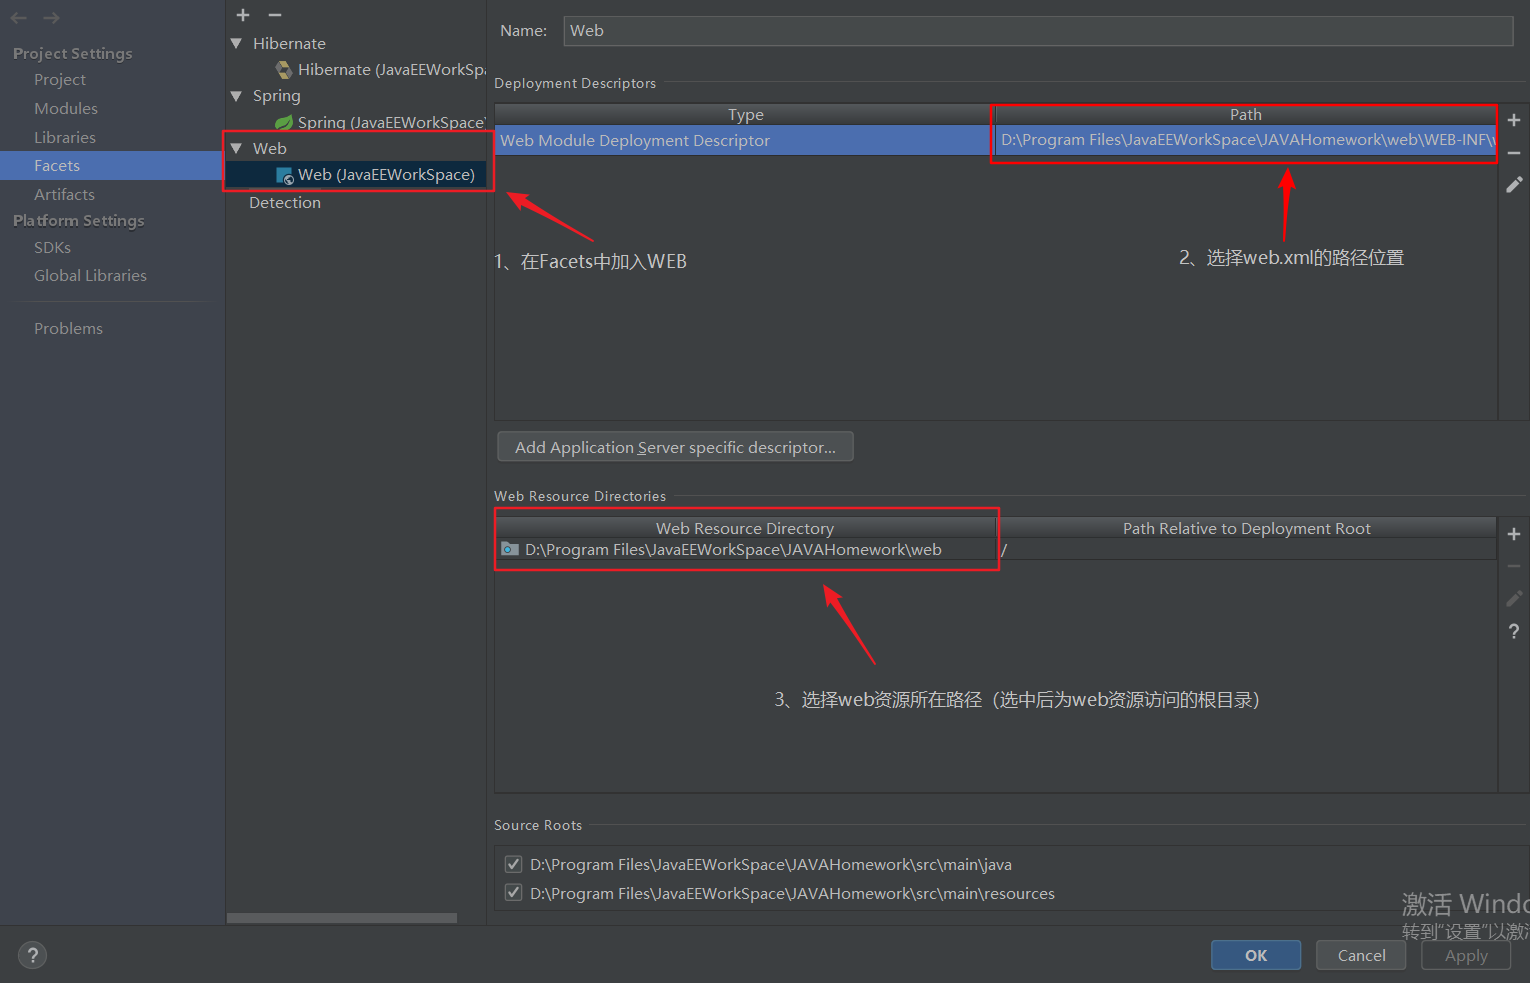 Project Settings
Project
Modules
Libraries
Facets
Artifacts
Platform Settings
SDKs
Global Libraries
Problems
Hibernate
Hibernate (JavaEEWorkSpa
Spring
Spring (JavaEEWorkSpace)
Web
Web (JavaEEWorkSpace)
Detection
Name: Web
Deployment Descriptors
Type Path
Web Module Deployment Descriptor D:\Program Files\JavaEEWorkSpace\JAVAHomework\web\WEB-INF\
1、在Facets中加入WEB
2、选择web.xml的路径位置
Add Application Server specific descriptor...
Web Resource Directories
Web Resource Directory Path Relative to Deployment Root
D:\Program Files\JavaEEWorkSpace\JAVAHomework\web /
?
3、选择web资源所在路径（选中后为web资源访问的根目录）
Source Roots
D:\Program Files\JavaEEWorkSpace\JAVAHomework\src\main\java
D:\Program Files\JavaEEWorkSpace\JAVAHomework\src\main\resources
激活 Windo
转到"设置"以激
? OK Cancel Apply